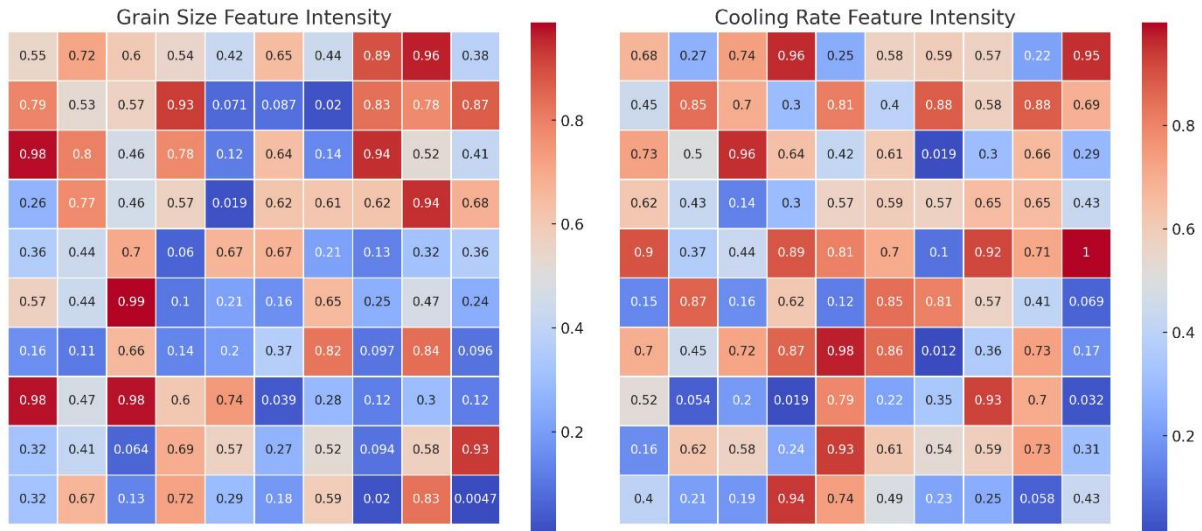 Grain Size Feature Intensity
0.55 0.72 0.6 0.54 0.42 0.65 0.44 0.89 0.96 0.38
0.79 0.53 0.57 0.93 0.071 0.087 0.02 0.83 0.78 0.87
0.98 0.8 0.46 0.78 0.12 0.64 0.14 0.94 0.52 0.41
0.26 0.77 0.46 0.57 0.019 0.62 0.61 0.62 0.94 0.68
0.36 0.44 0.7 0.06 0.67 0.67 0.21 0.13 0.32 0.36
0.57 0.44 0.99 0.1 0.21 0.16 0.65 0.25 0.47 0.24
0.16 0.11 0.66 0.14 0.2 0.37 0.82 0.097 0.84 0.096
0.98 0.47 0.98 0.6 0.74 0.039 0.28 0.12 0.3 0.12
0.32 0.41 0.064 0.69 0.57 0.27 0.52 0.094 0.58 0.93
0.32 0.67 0.13 0.72 0.29 0.18 0.59 0.02 0.83 0.0047
0.8
0.6
0.4
0.2
Cooling Rate Feature Intensity
0.68 0.27 0.74 0.96 0.25 0.58 0.59 0.57 0.22 0.95
0.45 0.85 0.7 0.3 0.81 0.4 0.88 0.58 0.88 0.69
0.73 0.5 0.96 0.64 0.42 0.61 0.019 0.3 0.66 0.29
0.62 0.43 0.14 0.3 0.57 0.59 0.57 0.65 0.65 0.43
0.9 0.37 0.44 0.89 0.81 0.7 0.1 0.92 0.71 1
0.15 0.87 0.16 0.62 0.12 0.85 0.81 0.57 0.41 0.069
0.7 0.45 0.72 0.87 0.98 0.86 0.012 0.36 0.73 0.17
0.52 0.054 0.2 0.019 0.79 0.22 0.35 0.93 0.7 0.032
0.16 0.62 0.58 0.24 0.93 0.61 0.54 0.59 0.73 0.31
0.4 0.21 0.19 0.94 0.74 0.49 0.23 0.25 0.058 0.43
0.8
0.6
0.4
0.2